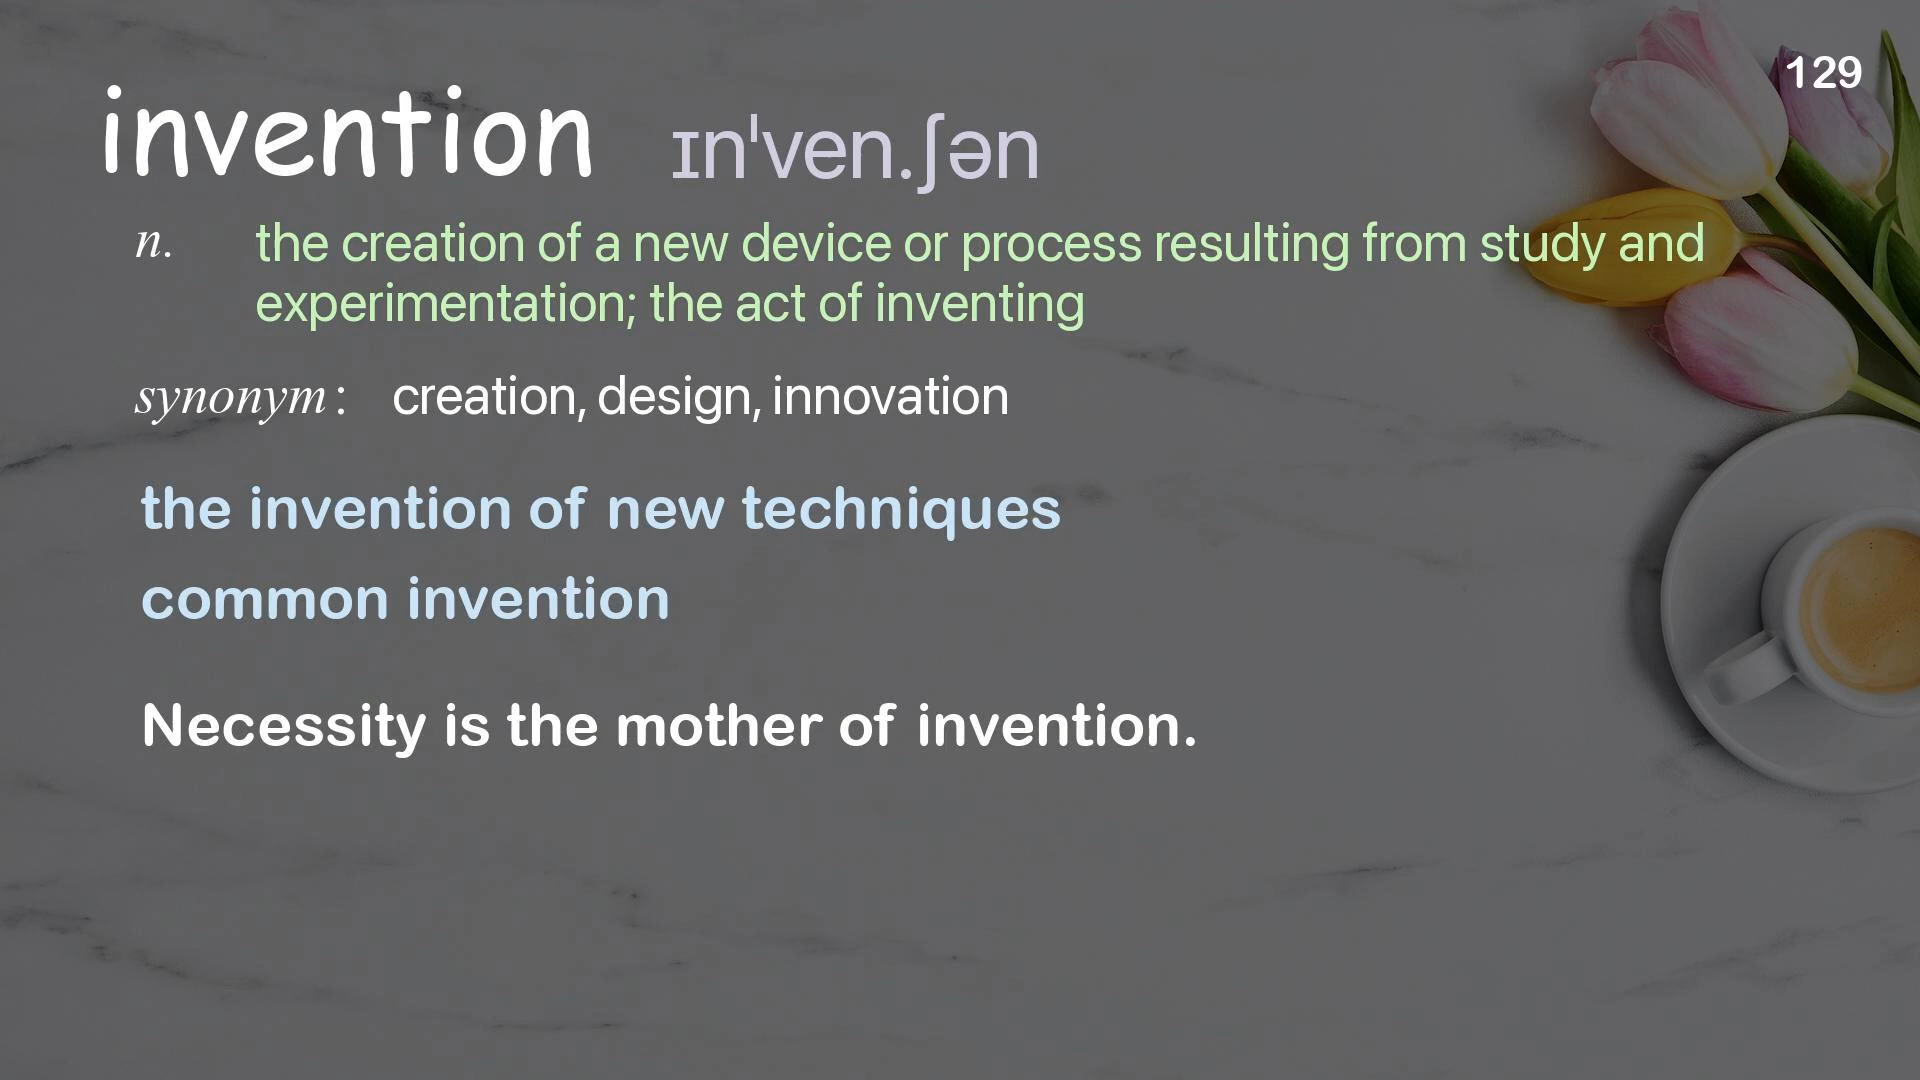 129
invention ɪnˈven.ʃən
n. the creation of a new device or process resulting from study and
experimentation; the act of inventing
synonym : creation, design, innovation
the invention of new techniques
common invention
Necessity is the mother of invention.